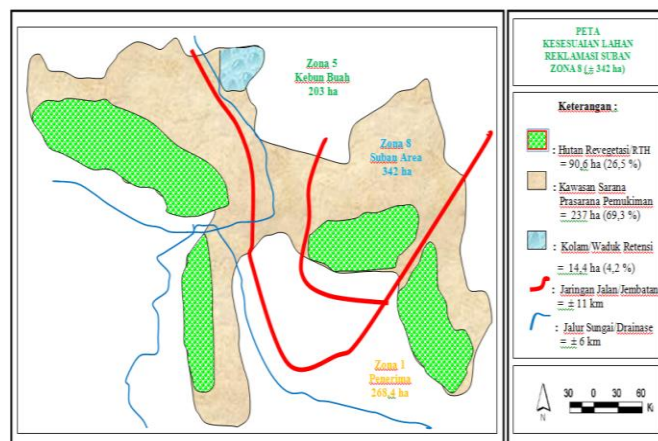 Zona 5
Kebun Buah
203 ha
Zona 8
Suban Area
342 ha
Zona 1
Penerima
268,4 ha
PETA
KESESUAIAN LAHAN
REKLAMASI SUBAN
ZONA 8 (± 342 ha)
Keterangan :
: Hutan Revegetasi/RTH
= 90,6 ha (26,5 %)
: Kawasan Sarana
Prasarana Pemukiman
= 237 ha (69,3 %)
: Kolam/Waduk Retensi
= 14,4 ha (4,2 %)
: Jaringan Jalan/Jembatan
= ± 11 km
: Jalur Sungai/Drainase
= ± 6 km
N
30 0 30 60